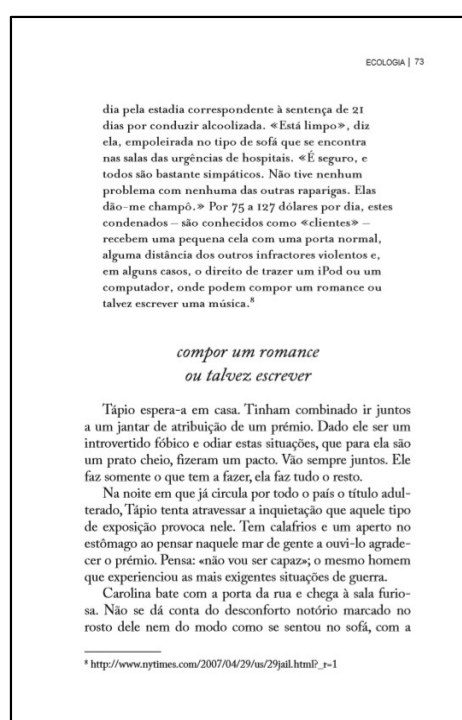 ECOLOGIA | 73
dia pela estadia correspondente à sentença de 21
dias por conduzir alcoolizada. «Está limpo», diz
ela, empoleirada no tipo de sofá que se encontra
nas salas das urgências de hospitais. «É seguro, e
todos são bastante simpáticos. Não tive nenhum
problema com nenhuma das outras raparigas. Elas
dão-me champô.» Por 75 a 127 dólares por dia, estes
condenados – são conhecidos como «clientes» –
recebem uma pequena cela com uma porta normal,
alguma distância dos outros infractores violentos e,
em alguns casos, o direito de trazer um iPod ou um
computador, onde podem compor um romance ou
talvez escrever uma música.⁸
compor um romance
ou talvez escrever
Tápio espera-a em casa. Tinham combinado ir juntos
a um jantar de atribuição de um prémio. Dado ele ser um
introvertido fóbico e odiar estas situações, que para ela são
um prato cheio, fizeram um pacto. Vão sempre juntos. Ele
faz somente o que tem a fazer, ela faz tudo o resto.
Na noite em que já circula por todo o país o título adul-
terado, Tápio tenta atravessar a inquietação que aquele tipo
de exposição provoca nele. Tem calafrios e um aperto no
estômago ao pensar naquele mar de gente a ouvi-lo agrade-
cer o prémio. Pensa: «não vou ser capaz»; o mesmo homem
que experienciou as mais exigentes situações de guerra.
Carolina bate com a porta da rua e chega à sala furio-
sa. Não se dá conta do desconforto notório marcado no
rosto dele nem do modo como se sentou no sofá, com a
⁸ http://www.nytimes.com/2007/04/29/us/29jail.html?_r=1